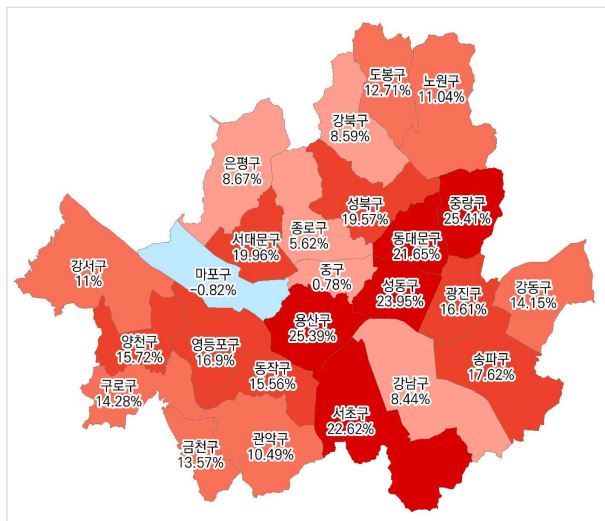 도봉구
12.71%
노원구
11.04%
강북구
8.59%
은평구
8.67%
성북구
19.57%
중랑구
25.41%
종로구
5.62%
서대문구
19.96%
동대문구
21.65%
강서구
11%
마포구
-0.82%
중구
0.78%
성동구
23.95%
광진구
16.61%
강동구
14.15%
용산구
25.39%
양천구
15.72%
영등포구
16.9%
동작구
15.56%
송파구
17.62%
구로구
14.28%
강남구
8.44%
서초구
22.62%
금천구
13.57%
관악구
10.49%